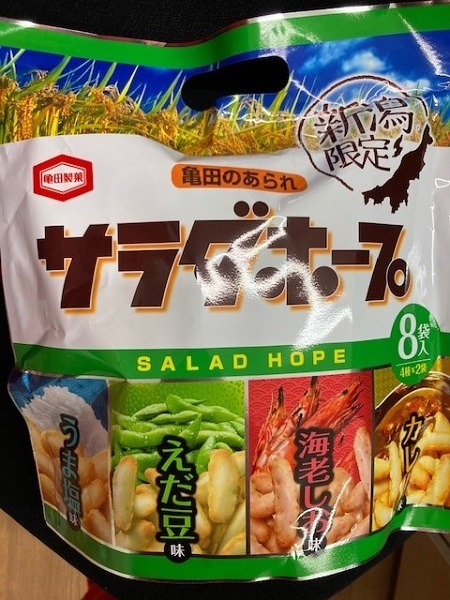 新潟
限定
亀田製菓
亀田のあられ
サラダホープ
8袋入
4種×2袋
SALAD HOPE
うま塩味
えだ豆味
海老しお味
カレー